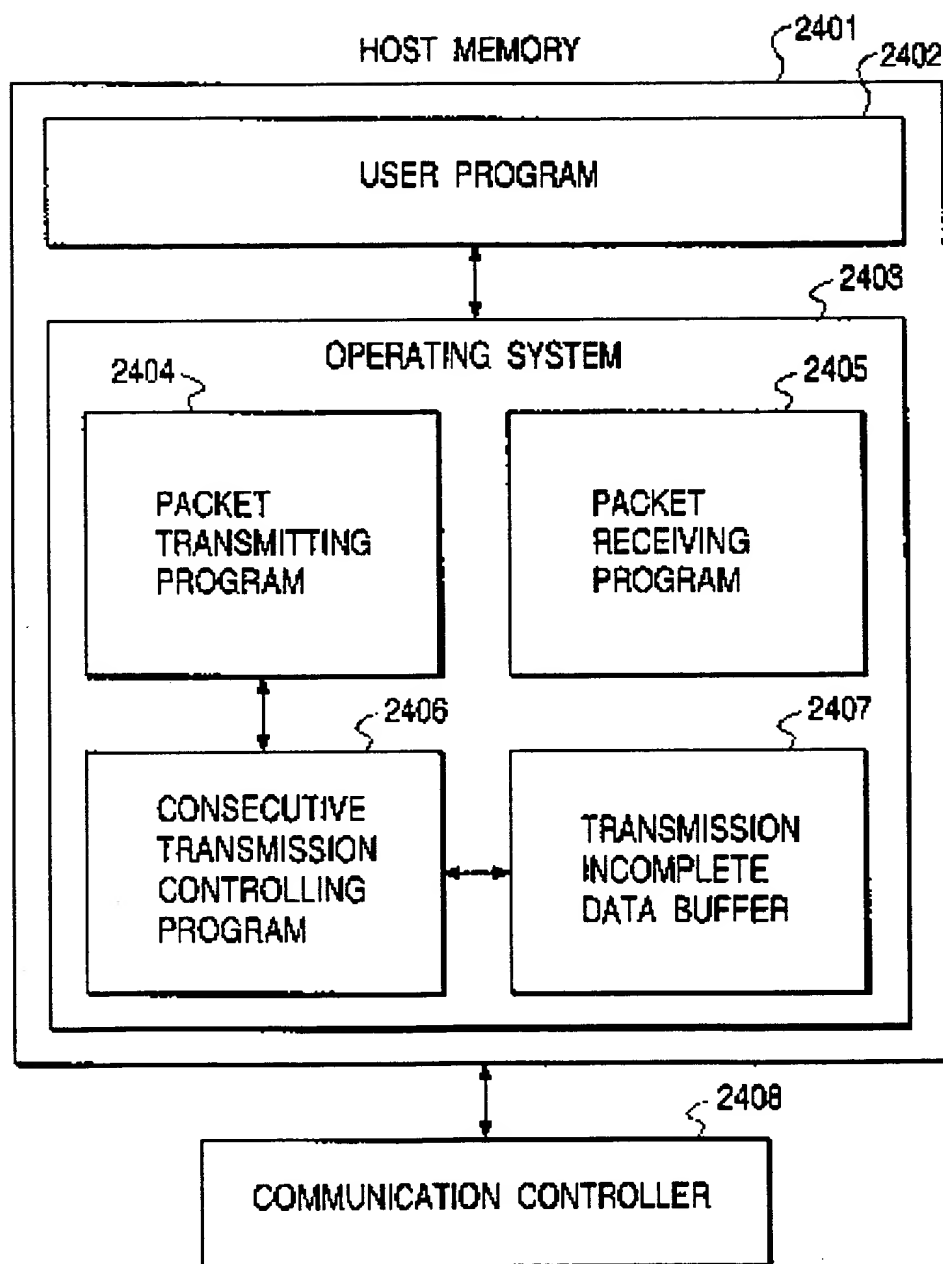 HOST MEMORY
2401
2402
USER PROGRAM
2403
OPERATING SYSTEM
2404
2405
PACKET
TRANSMITTING
PROGRAM
PACKET
RECEIVING
PROGRAM
2406
2407
CONSECUTIVE
TRANSMISSION
CONTROLLING
PROGRAM
TRANSMISSION
INCOMPLETE
DATA BUFFER
2408
COMMUNICATION CONTROLLER